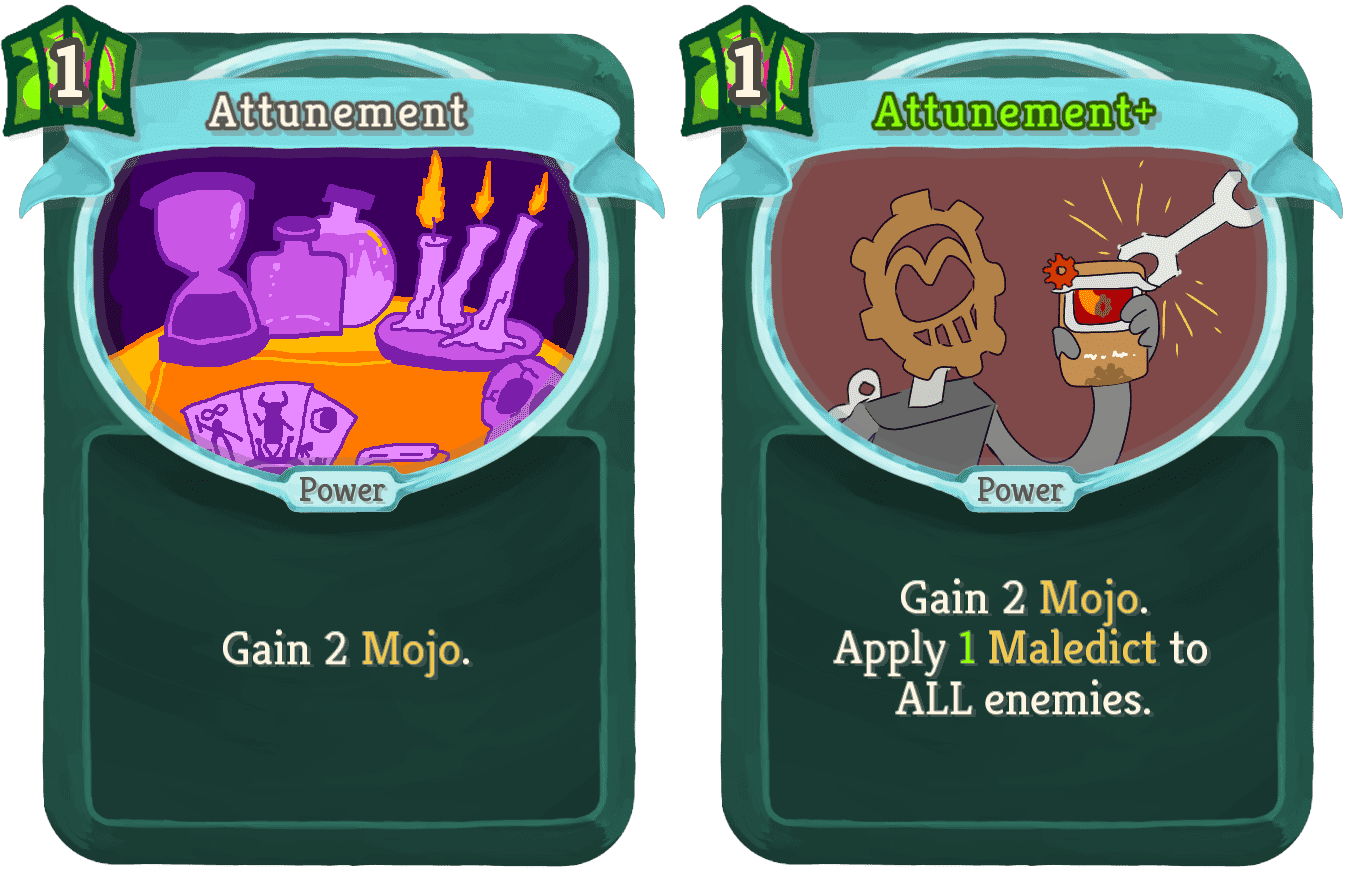 1
Attunement
Power
Gain 2 Mojo.
1
Attunement+
Power
Gain 2 Mojo.
Apply 1 Maledict to
ALL enemies.